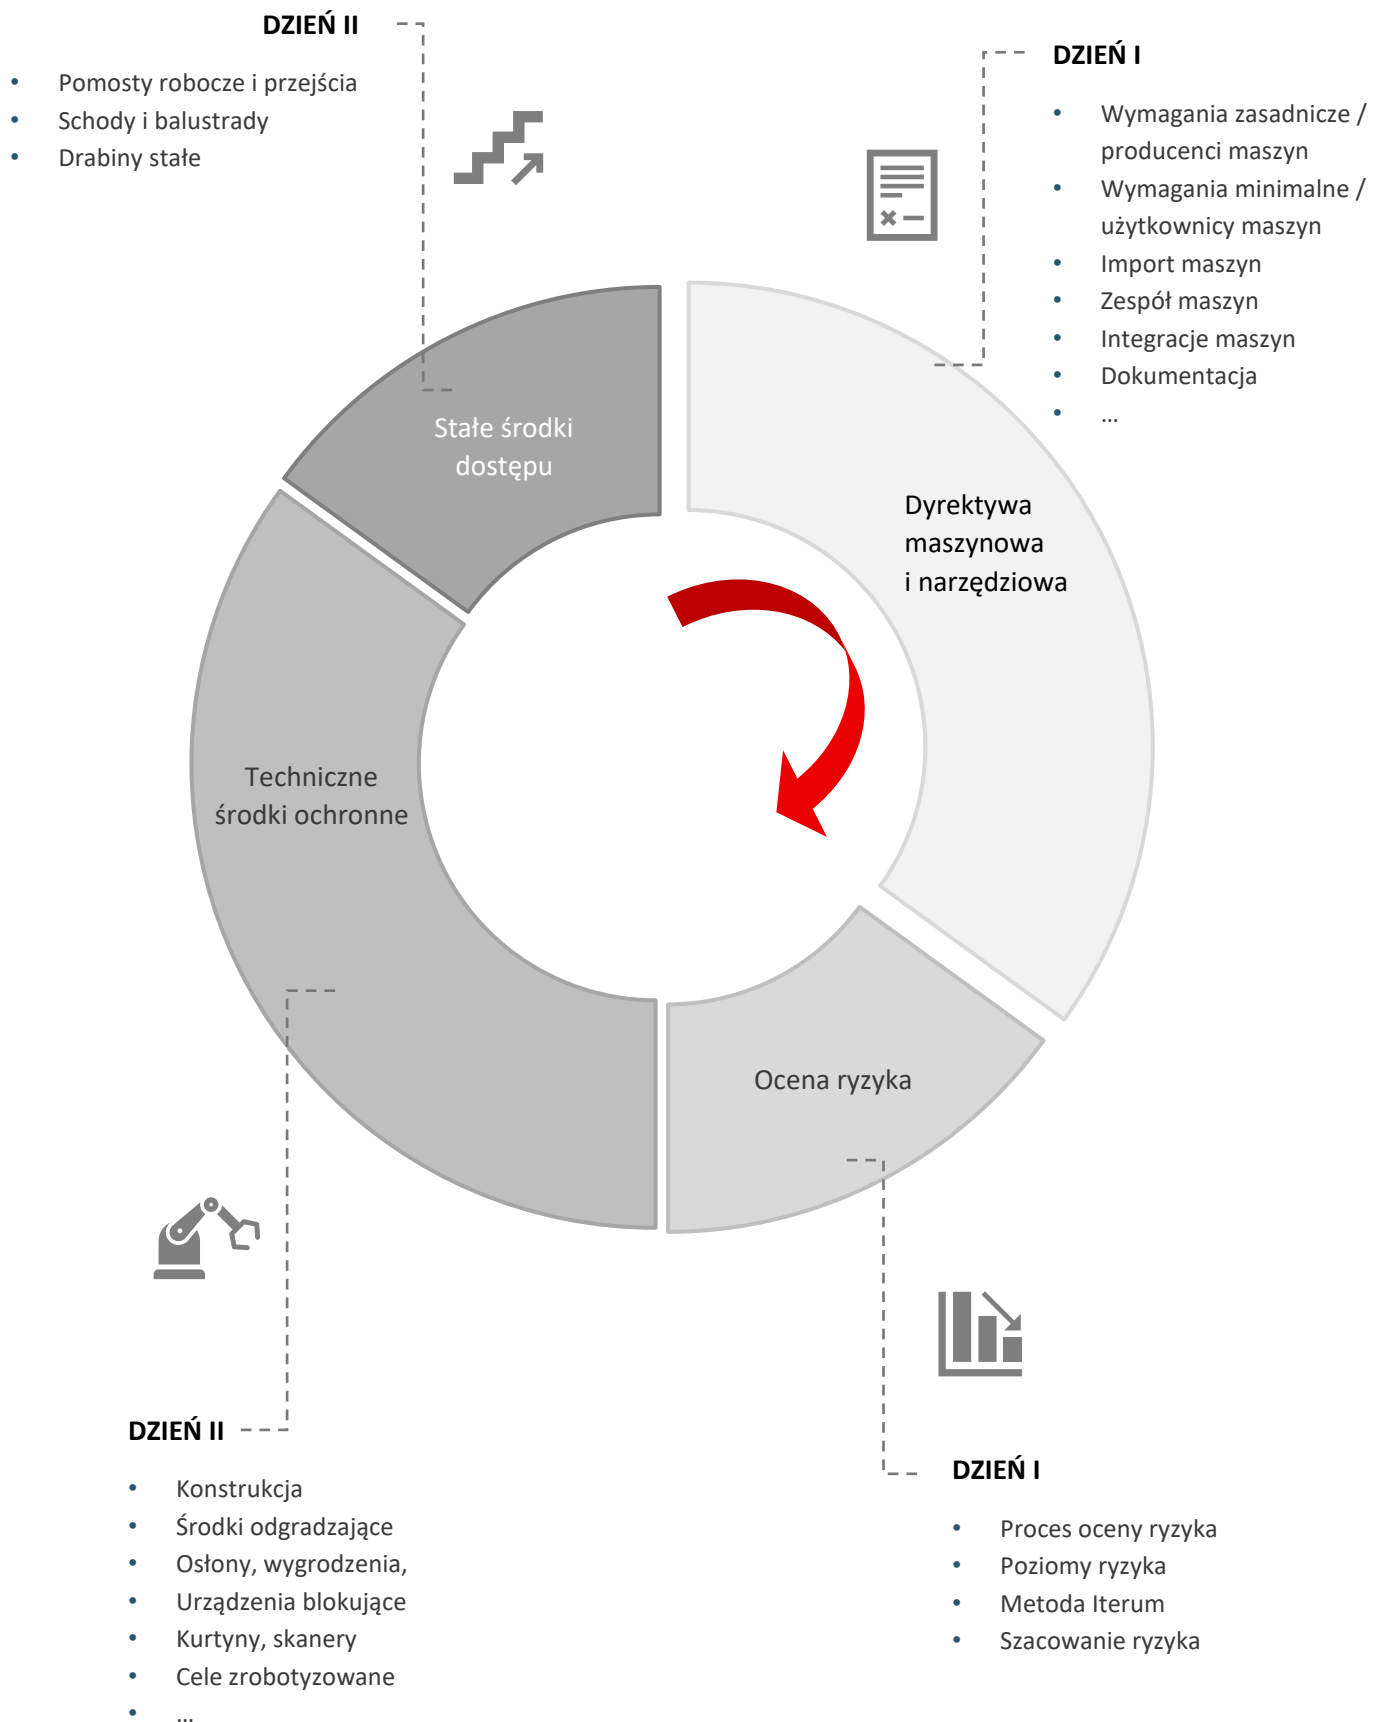 DZIEŃ II
• Pomosty robocze i przejścia
• Schody i balustrady
• Drabiny stałe
DZIEŃ I
• Wymagania zasadnicze /
producenci maszyn
• Wymagania minimalne /
użytkownicy maszyn
• Import maszyn
• Zespół maszyn
• Integracje maszyn
• Dokumentacja
• ...
Stałe środki
dostępu
Dyrektywa
maszynowa
i narzędziowa
Techniczne
środki ochronne
Ocena ryzyka
DZIEŃ II
• Konstrukcja
• Środki odgradzające
• Osłony, wygrodzenia,
• Urządzenia blokujące
• Kurtyny, skanery
• Cele zrobotyzowane
• ...
DZIEŃ I
• Proces oceny ryzyka
• Poziomy ryzyka
• Metoda Iterum
• Szacowanie ryzyka